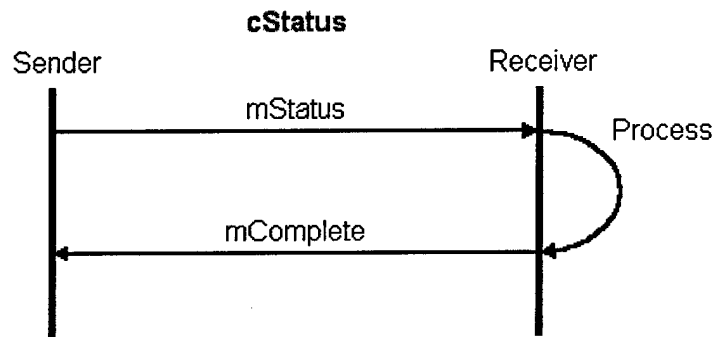 cStatus
Sender
Receiver
mStatus
Process
mComplete